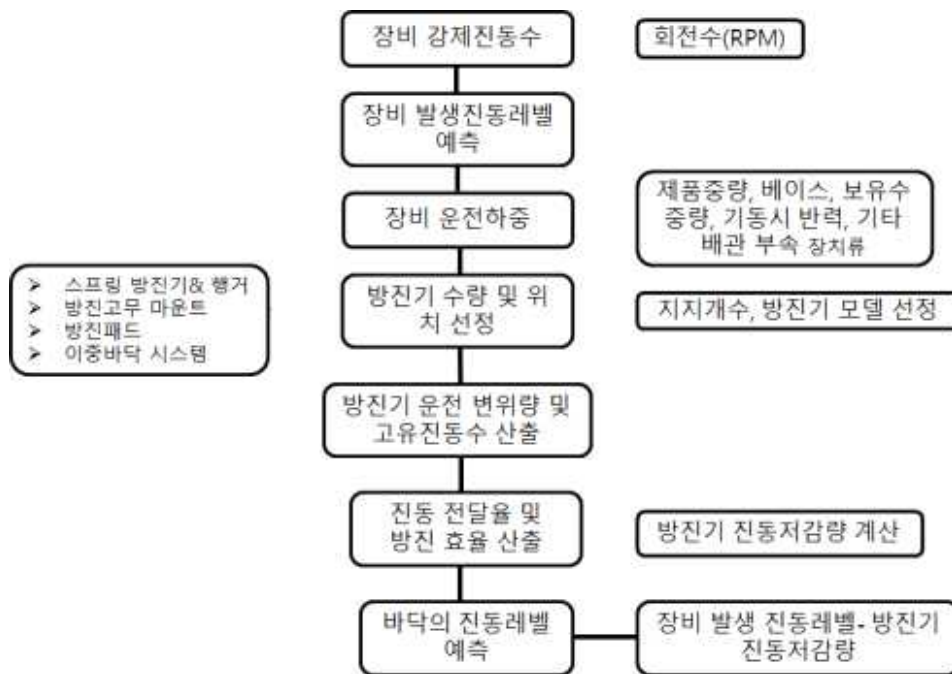 장비 강제진동수
회전수(RPM)
장비 발생진동레벨
예측
장비 운전하중
제품중량, 베이스, 보유수
중량, 기동시 반력, 기타
배관 부속 장치류
➢ 스프링 방진기& 행거
➢ 방진고무 마운트
➢ 방진패드
➢ 이중바닥 시스템
방진기 수량 및 위
치 선정
지지개수, 방진기 모델 선정
방진기 운전 변위량 및
고유진동수 산출
진동 전달율 및
방진 효율 산출
방진기 진동저감량 계산
바닥의 진동레벨
예측
장비 발생 진동레벨- 방진기
진동저감량